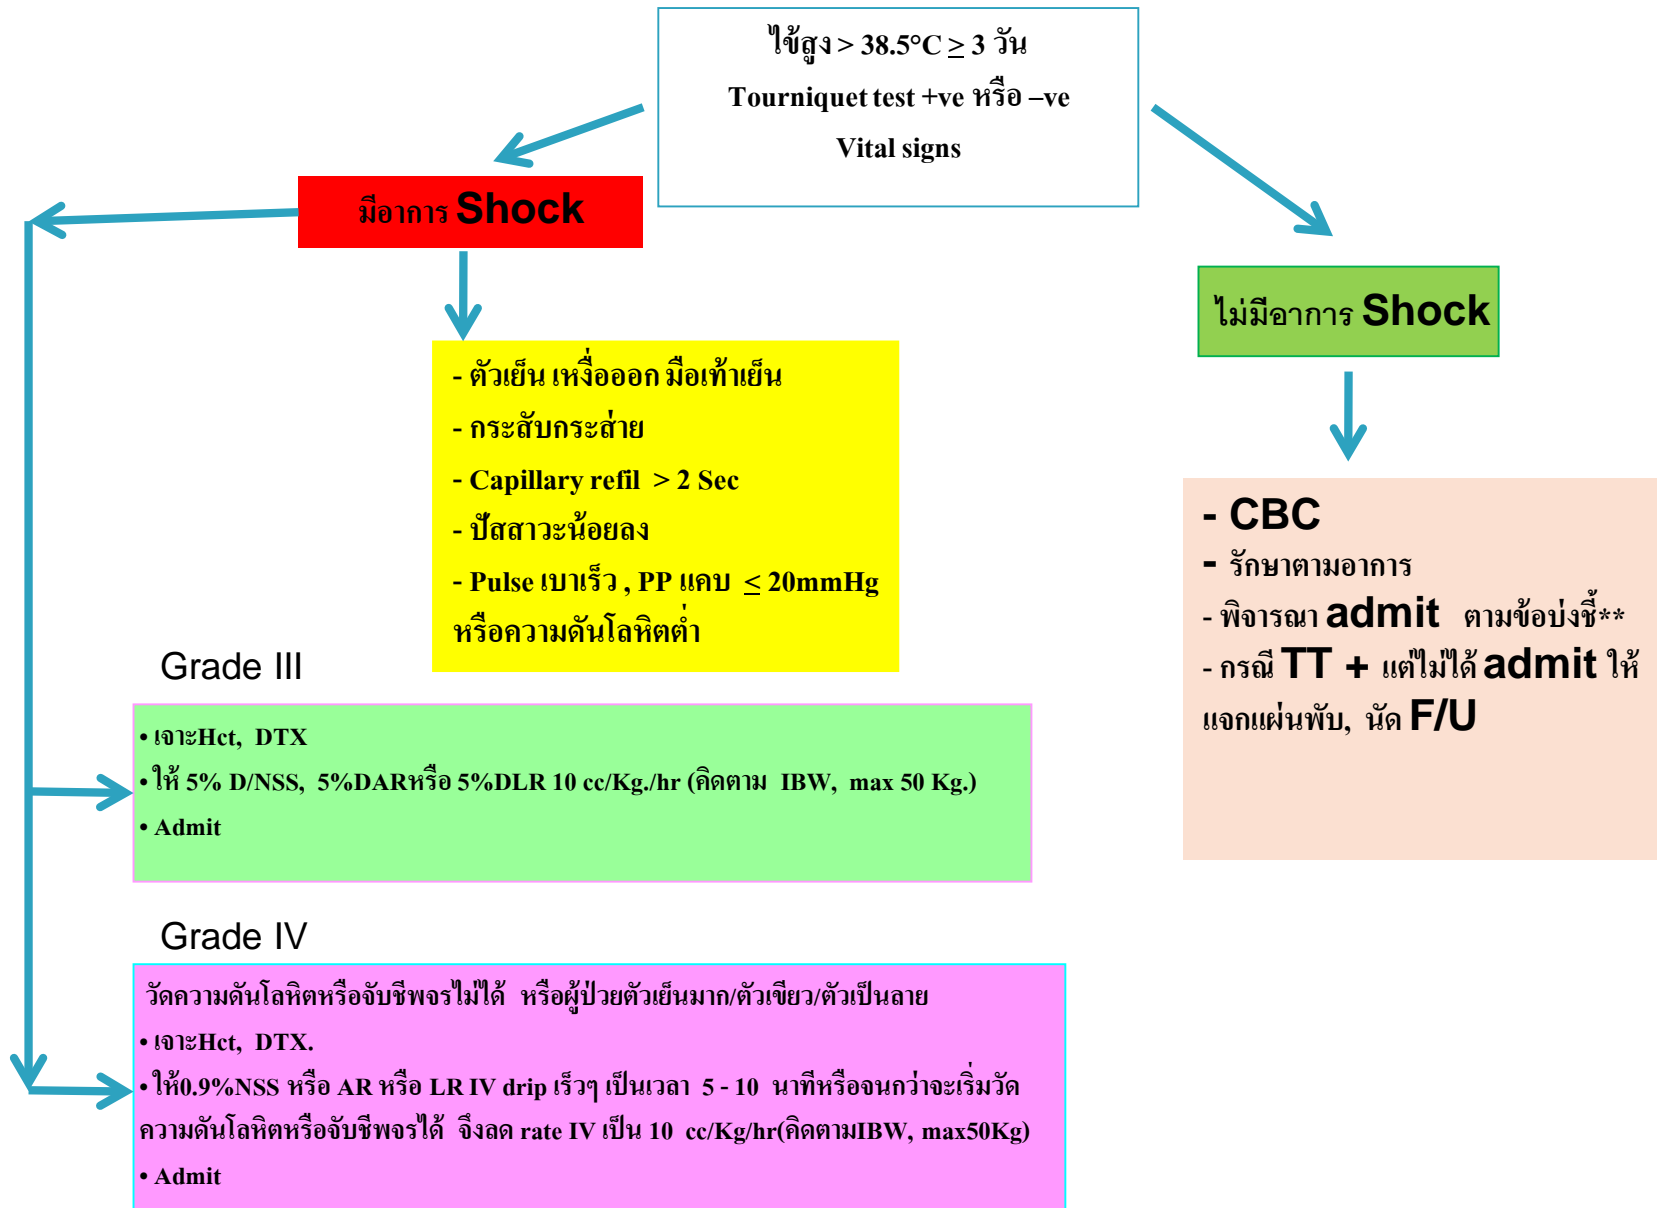 ไข้สูง > 38.5°C ≥ 3 วัน
Tourniquet test +ve หรือ –ve
Vital signs
มีอาการ Shock
ไม่มีอาการ Shock
- ตัวเย็น เหงื่อออก มือเท้าเย็น
- กระสับกระส่าย
- Capillary refil > 2 Sec
- ปัสสาวะน้อยลง
- Pulse เบาเร็ว , PP แคบ ≤ 20mmHg
หรือความดันโลหิตต่ำ
- CBC
- รักษาตามอาการ
- พิจารณา admit ตามข้อบ่งชี้**
- กรณี TT + แต่ไม่ได้ admit ให้
แจกแผ่นพับ, นัด F/U
Grade III
• เจาะHct, DTX
• ให้ 5% D/NSS, 5%DARหรือ 5%DLR 10 cc/Kg./hr (คิดตาม IBW, max 50 Kg.)
• Admit
Grade IV
วัดความดันโลหิตหรือจับชีพจรไม่ได้ หรือผู้ป่วยตัวเย็นมาก/ตัวเขียว/ตัวเป็นลาย
• เจาะHct, DTX.
• ให้0.9%NSS หรือ AR หรือ LR IV drip เร็วๆ เป็นเวลา 5 - 10 นาทีหรือจนกว่าจะเริ่มวัด
ความดันโลหิตหรือจับชีพจรได้ จึงลด rate IV เป็น 10 cc/Kg/hr(คิดตามIBW, max50Kg)
• Admit